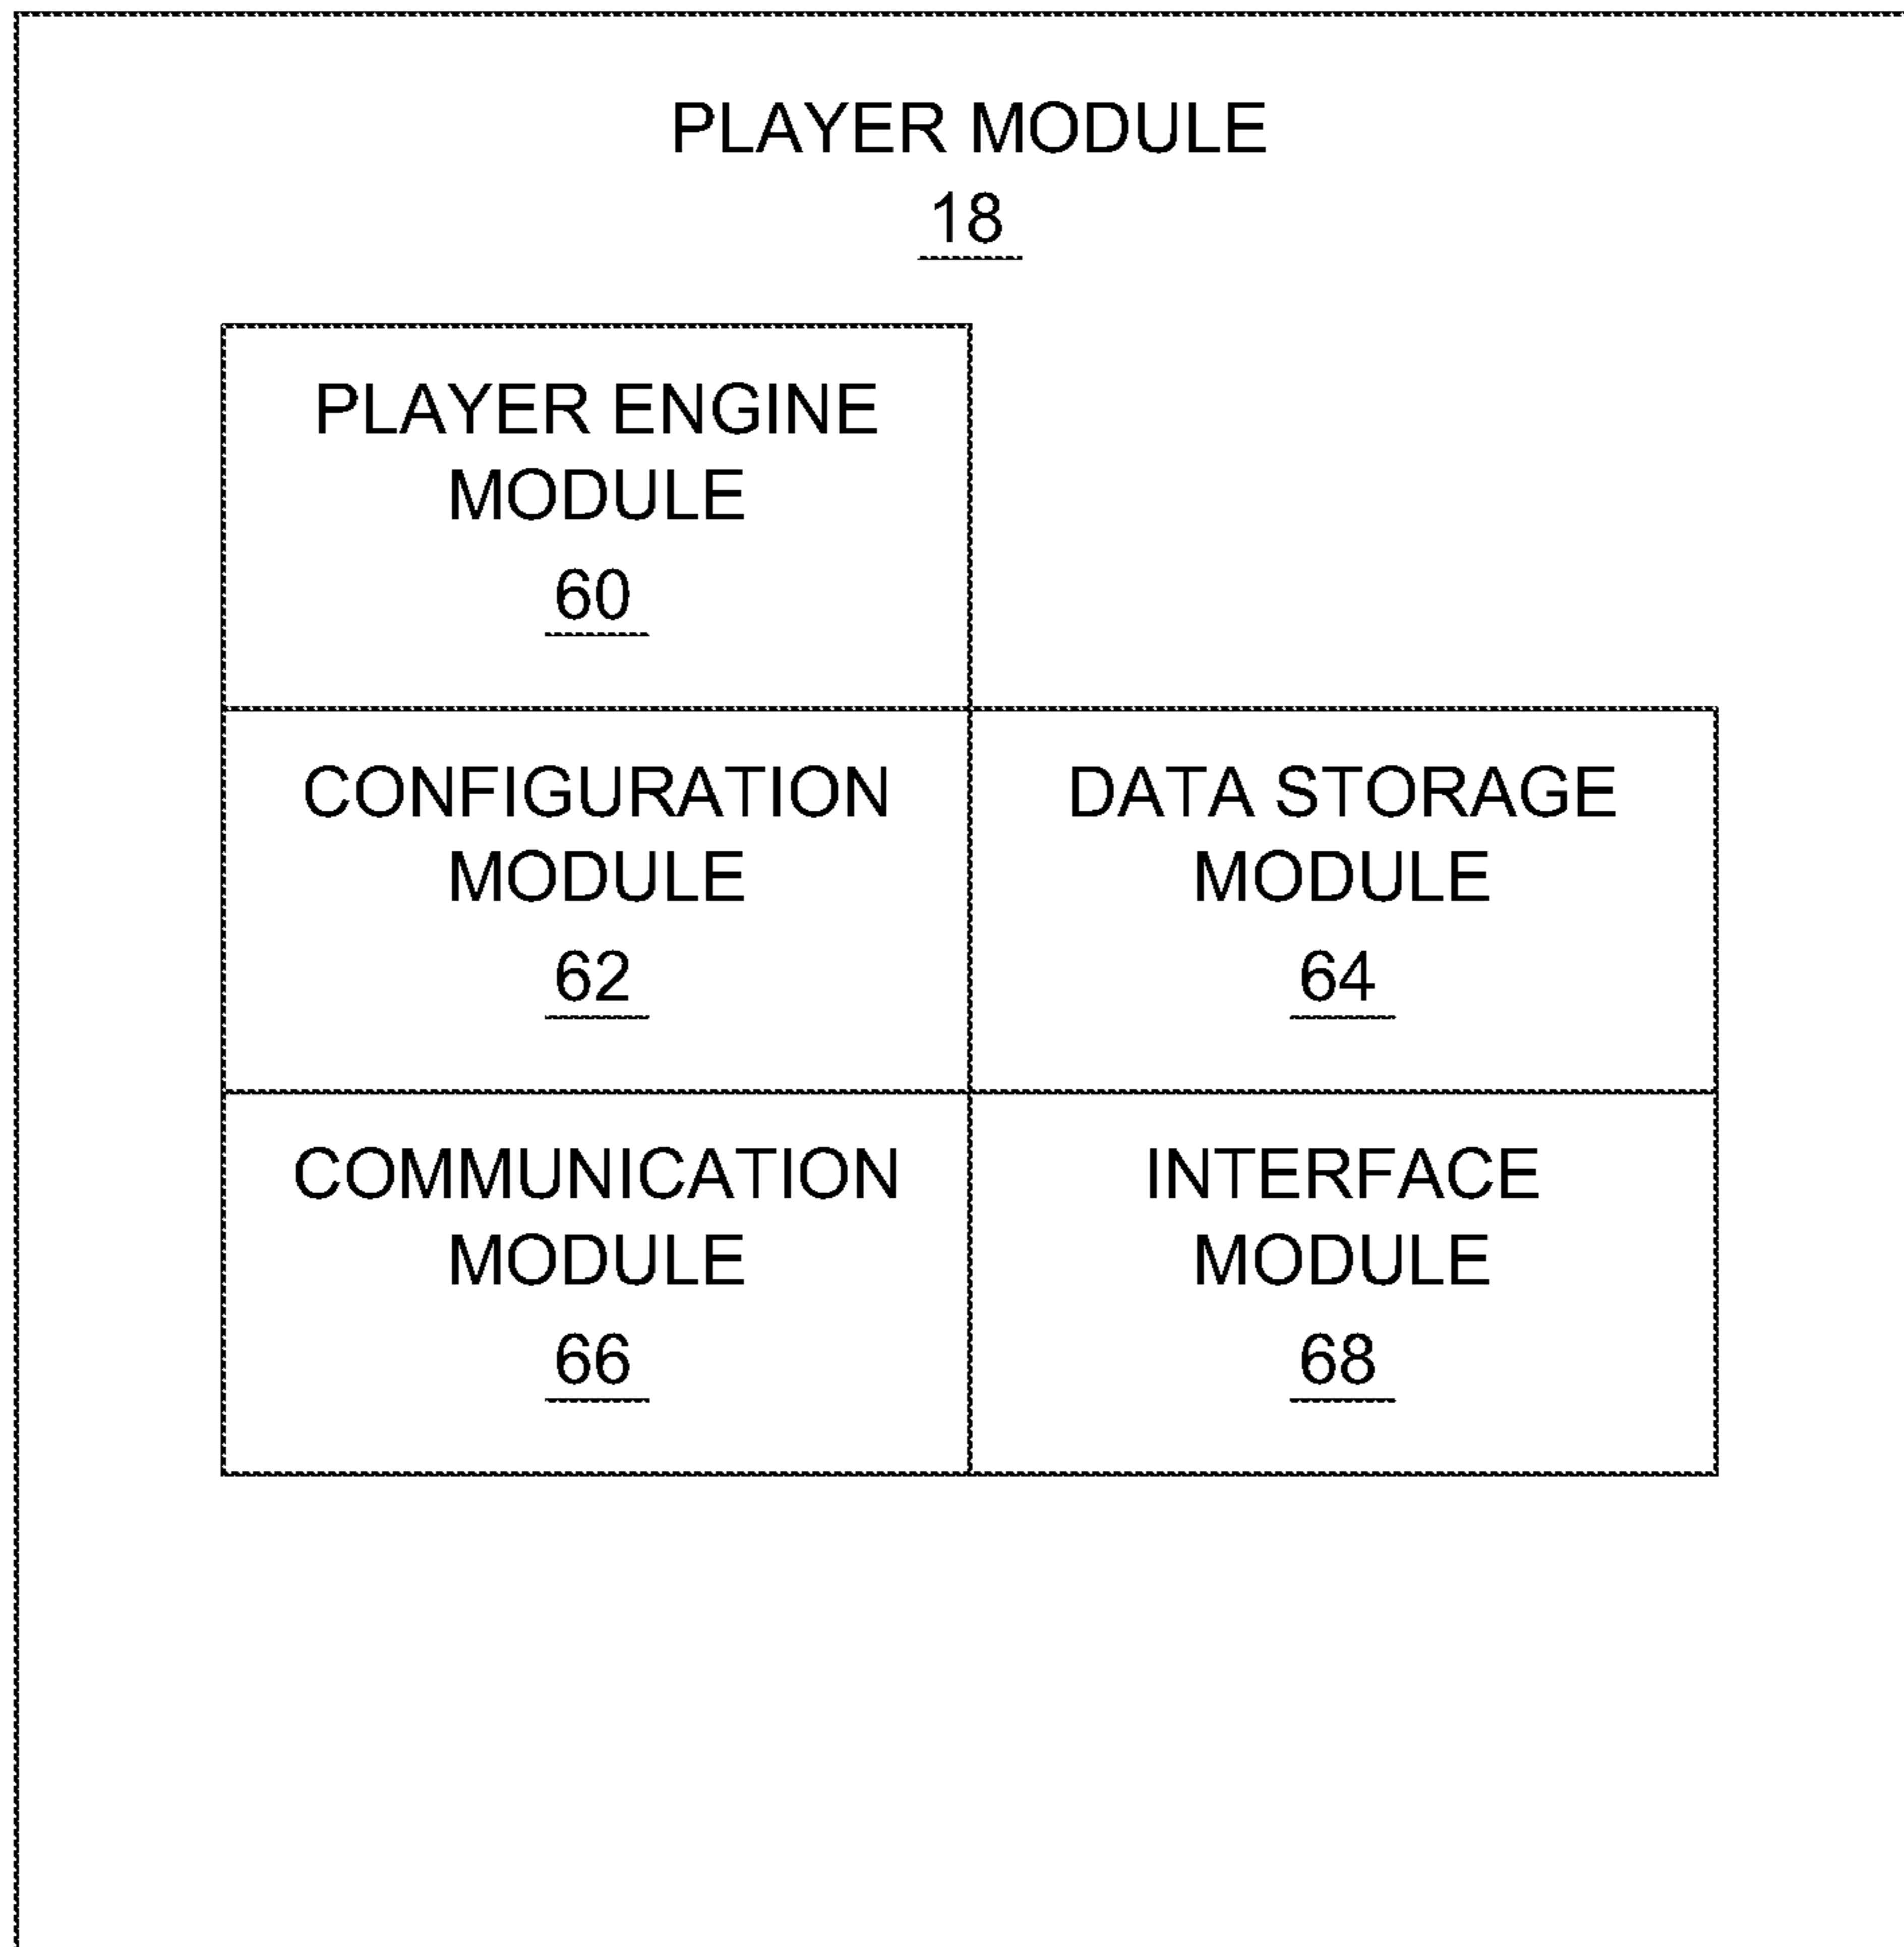 PLAYER MODULE
18
PLAYER ENGINE
MODULE
60
CONFIGURATION
MODULE
62
DATA STORAGE
MODULE
64
COMMUNICATION
MODULE
66
INTERFACE
MODULE
68